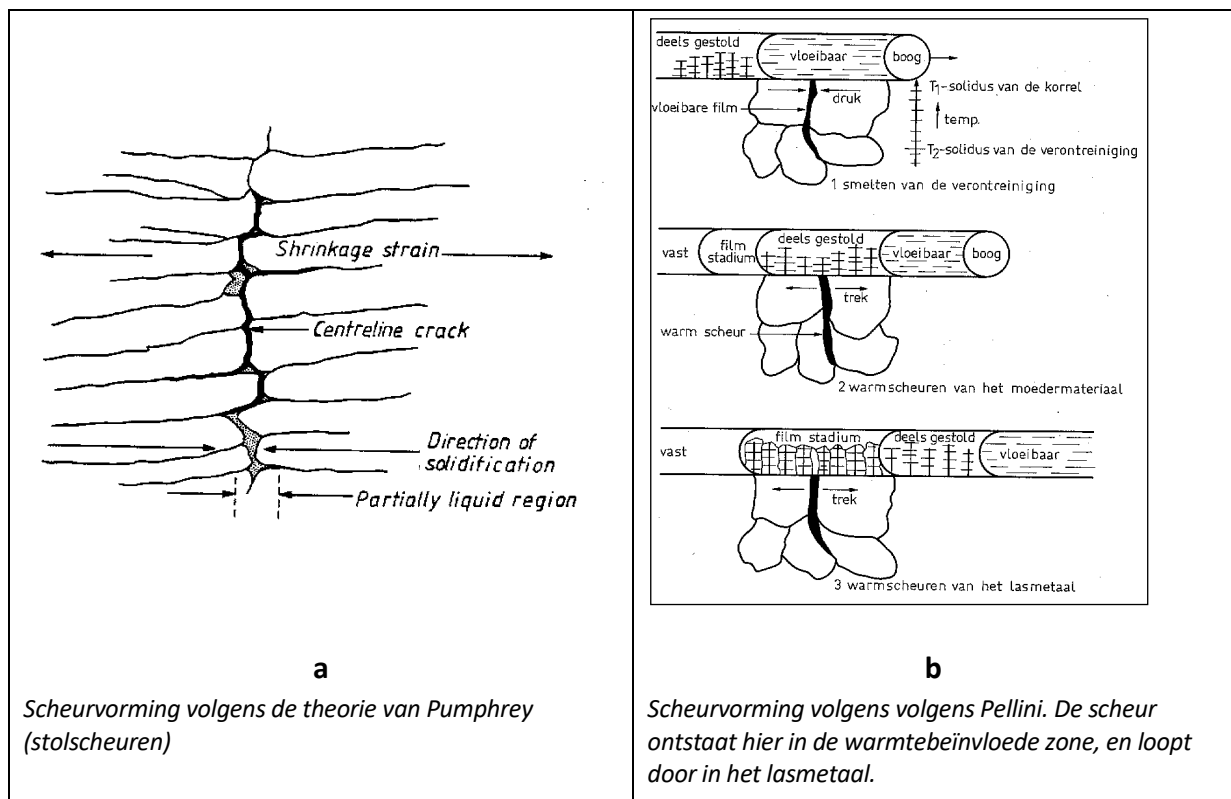 Shrinkage strain
Centreline crack
Direction of
solidification
Partially liquid region
a
Scheurvorming volgens de theorie van Pumphrey
(stolscheuren)
deels gestold
vloeibaar
boog
T1-solidus van de korrel
druk
vloeibare film
temp.
T2-solidus van de verontreiniging
1 smelten van de verontreiniging
vast
film
stadium
deels gestold
vloeibaar
boog
trek
warm scheur
2 warmscheuren van het moedermateriaal
vast
film stadium
deels gestold
vloeibaar
trek
3 warmscheuren van het lasmetaal
b
Scheurvorming volgens volgens Pellini. De scheur
ontstaat hier in de warmtebeïnvloede zone, en loopt
door in het lasmetaal.